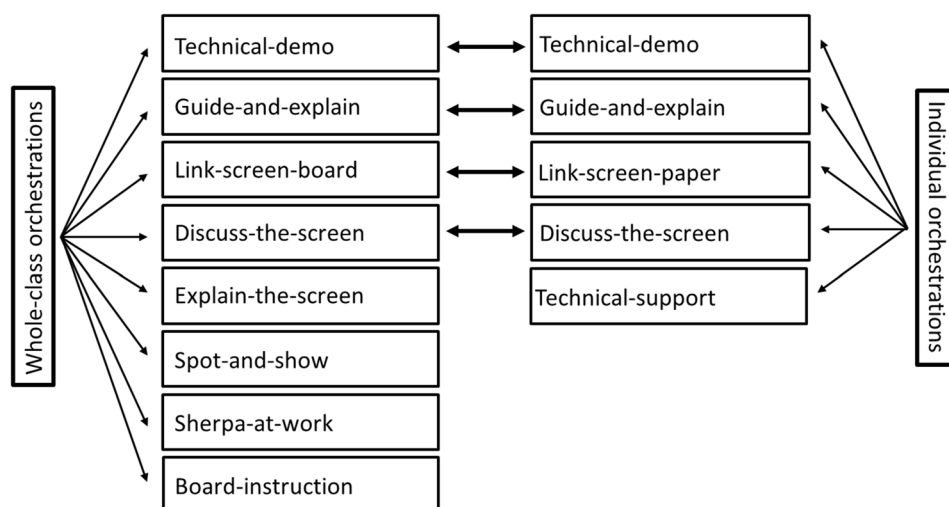 Whole-class orchestrations
Technical-demo
Guide-and-explain
Link-screen-board
Discuss-the-screen
Explain-the-screen
Spot-and-show
Sherpa-at-work
Board-instruction
Technical-demo
Guide-and-explain
Link-screen-paper
Discuss-the-screen
Technical-support
Individual orchestrations